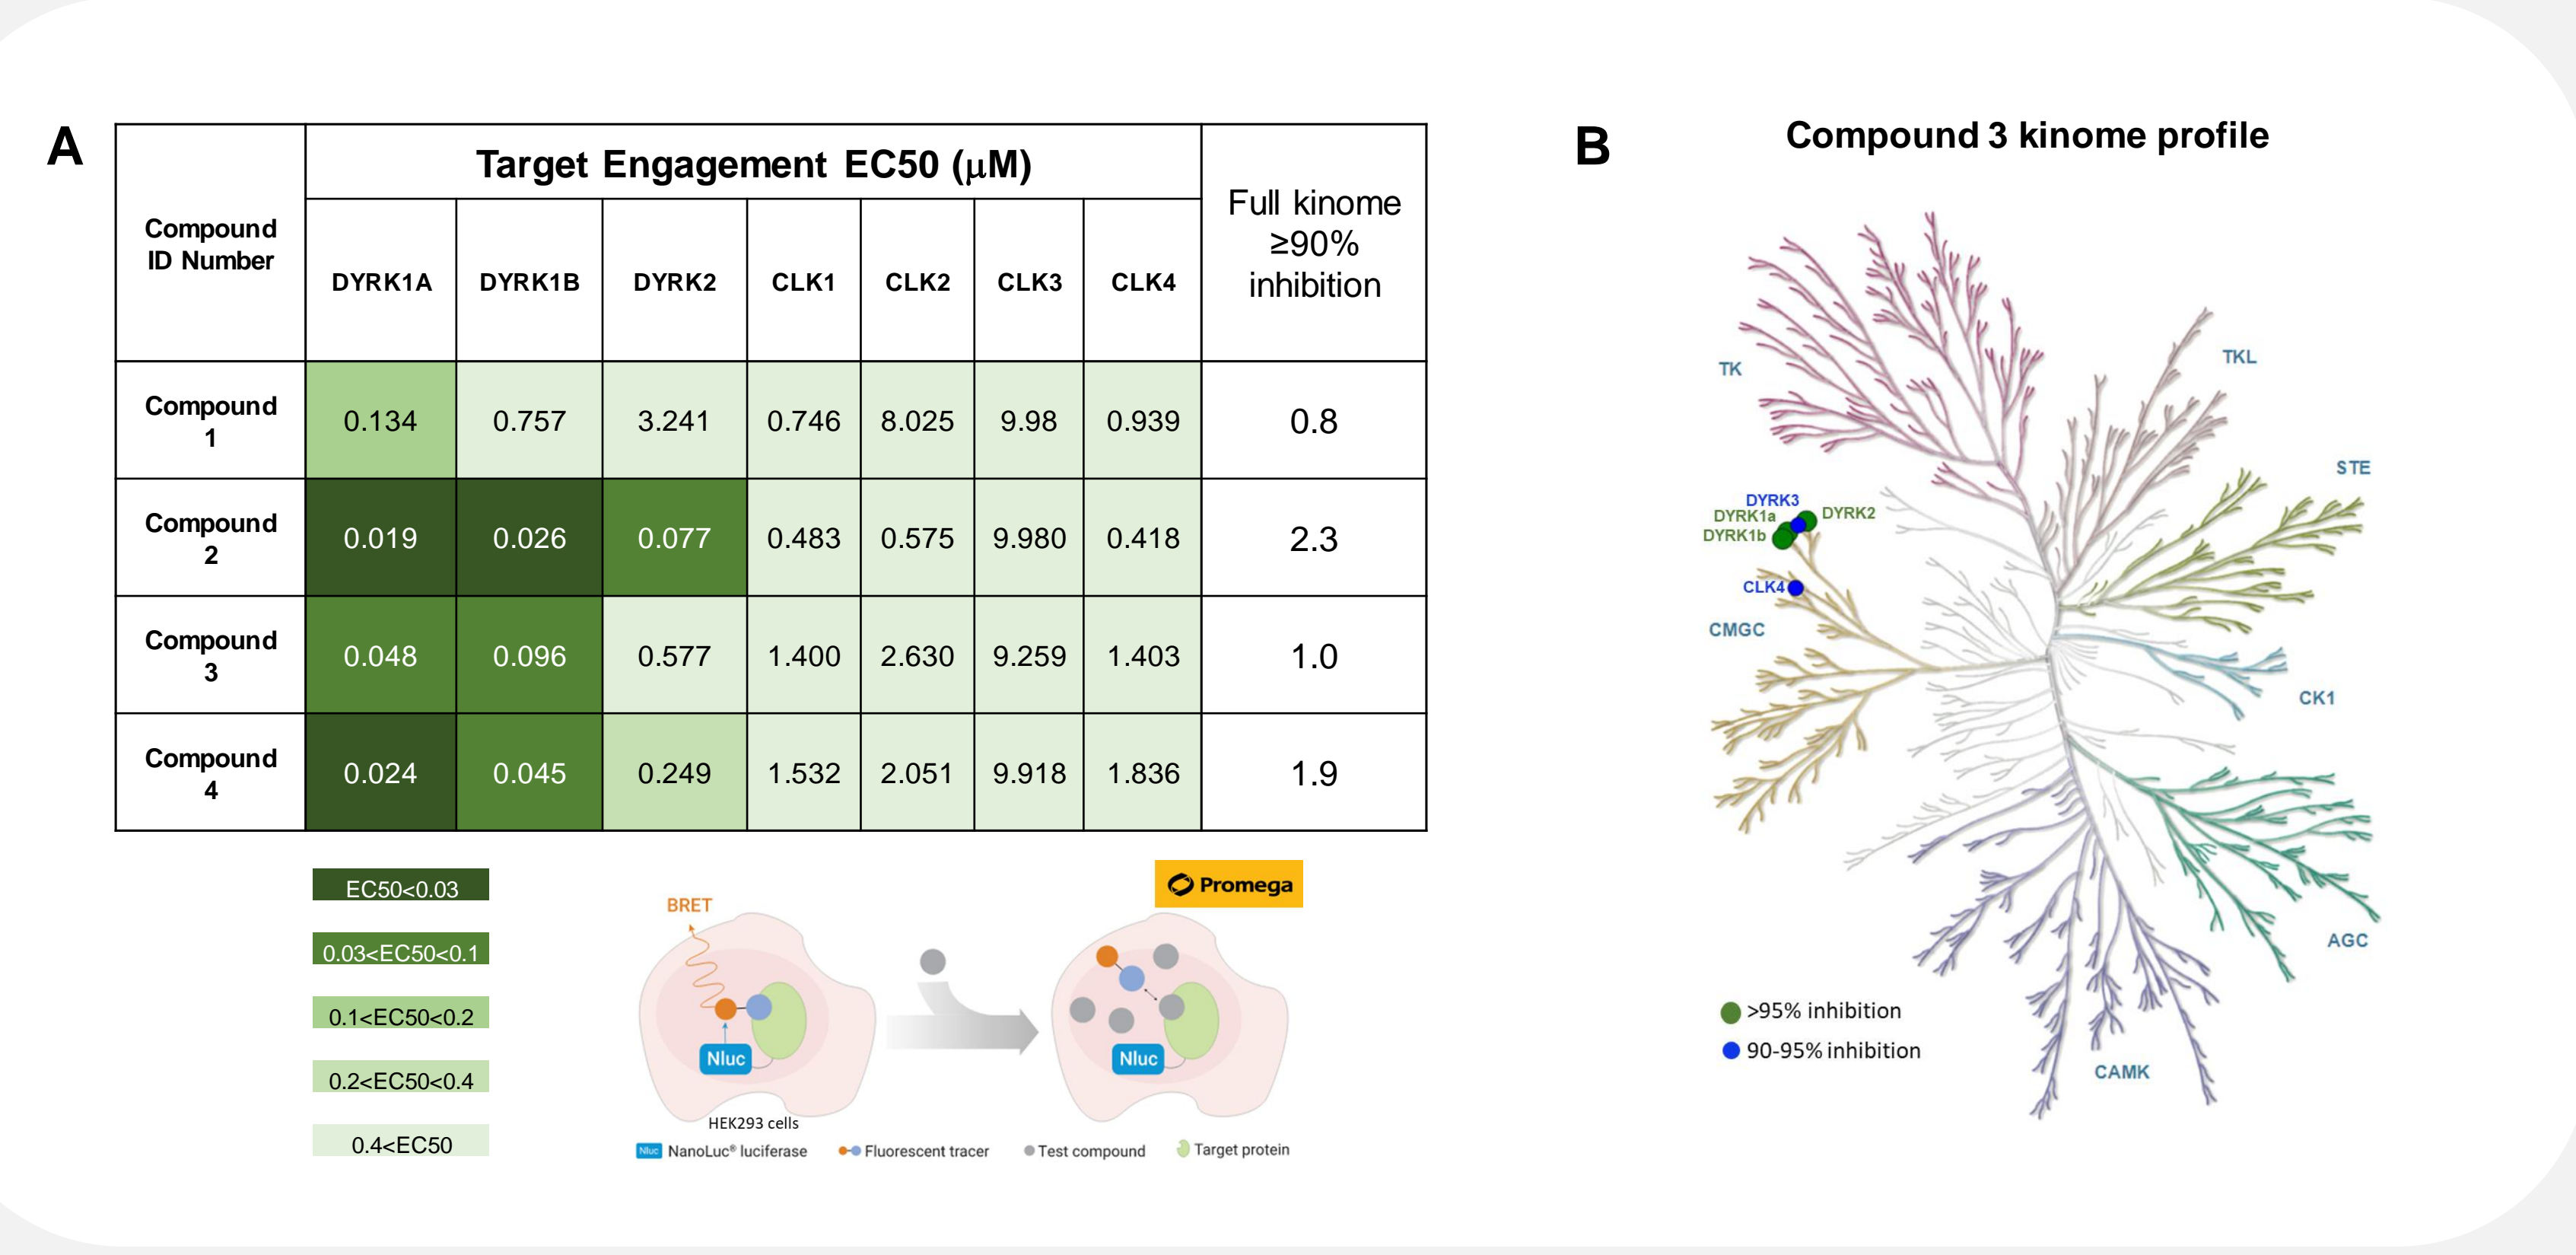 A
Compound
ID Number
Target Engagement EC50 (µM)
Full kinome
≥90%
inhibition
DYRK1A DYRK1B DYRK2 CLK1 CLK2 CLK3 CLK4
Compound
1
0.134 0.757 3.241 0.746 8.025 9.98 0.939 0.8
Compound
2
0.019 0.026 0.077 0.483 0.575 9.980 0.418 2.3
Compound
3
0.048 0.096 0.577 1.400 2.630 9.259 1.403 1.0
Compound
4
0.024 0.045 0.249 1.532 2.051 9.918 1.836 1.9
EC50<0.03
0.03<EC50<0.1
0.1<EC50<0.2
0.2<EC50<0.4
0.4<EC50
Promega
BRET
Nluc
Nluc
HEK293 cells
Nluc NanoLuc® luciferase Fluorescent tracer Test compound Target protein
B
Compound 3 kinome profile
TK
TKL
STE
DYRK3
DYRK1a
DYRK2
DYRK1b
CLK4
CMGC
CK1
AGC
CAMK
>95% inhibition
90-95% inhibition